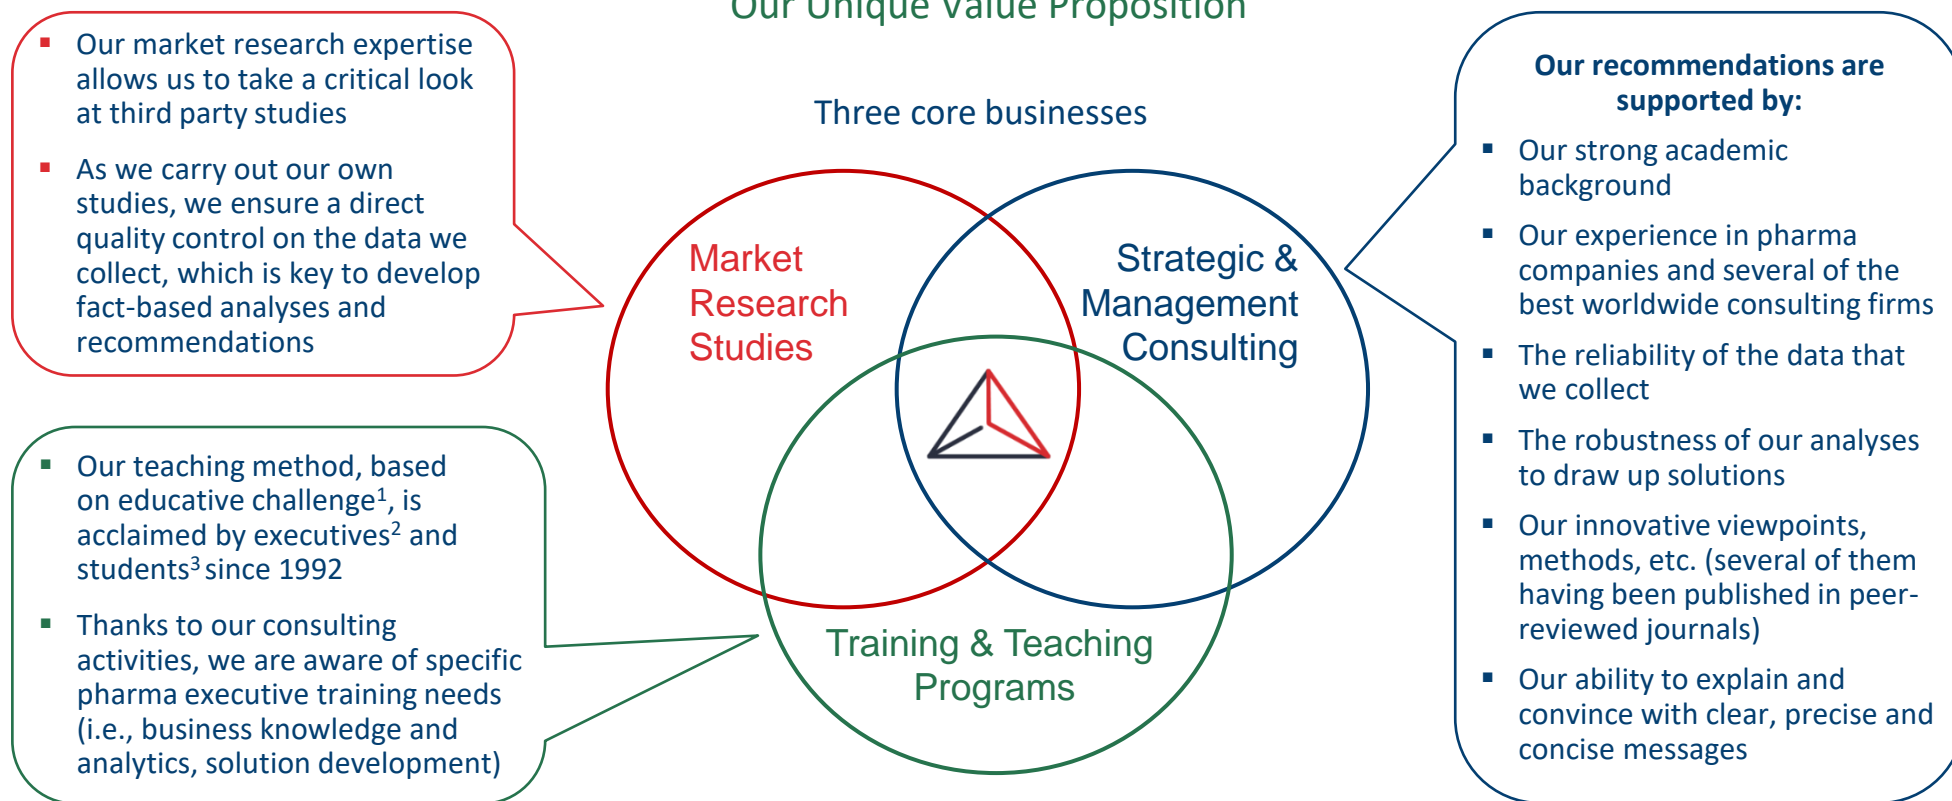 Our Unique Value Proposition
▪ Our market research expertise
allows us to take a critical look
at third party studies
▪ As we carry out our own
studies, we ensure a direct
quality control on the data we
collect, which is key to develop
fact-based analyses and
recommendations
▪ Our teaching method, based
on educative challenge¹, is
acclaimed by executives² and
students³ since 1992
▪ Thanks to our consulting
activities, we are aware of specific
pharma executive training needs
(i.e., business knowledge and
analytics, solution development)
Three core businesses
Market
Research
Studies
Strategic &
Management
Consulting
Training & Teaching
Programs
Our recommendations are
supported by:
▪ Our strong academic
background
▪ Our experience in pharma
companies and several of the
best worldwide consulting firms
▪ The reliability of the data that
we collect
▪ The robustness of our analyses
to draw up solutions
▪ Our innovative viewpoints,
methods, etc. (several of them
having been published in peer-
reviewed journals)
▪ Our ability to explain and
convince with clear, precise and
concise messages